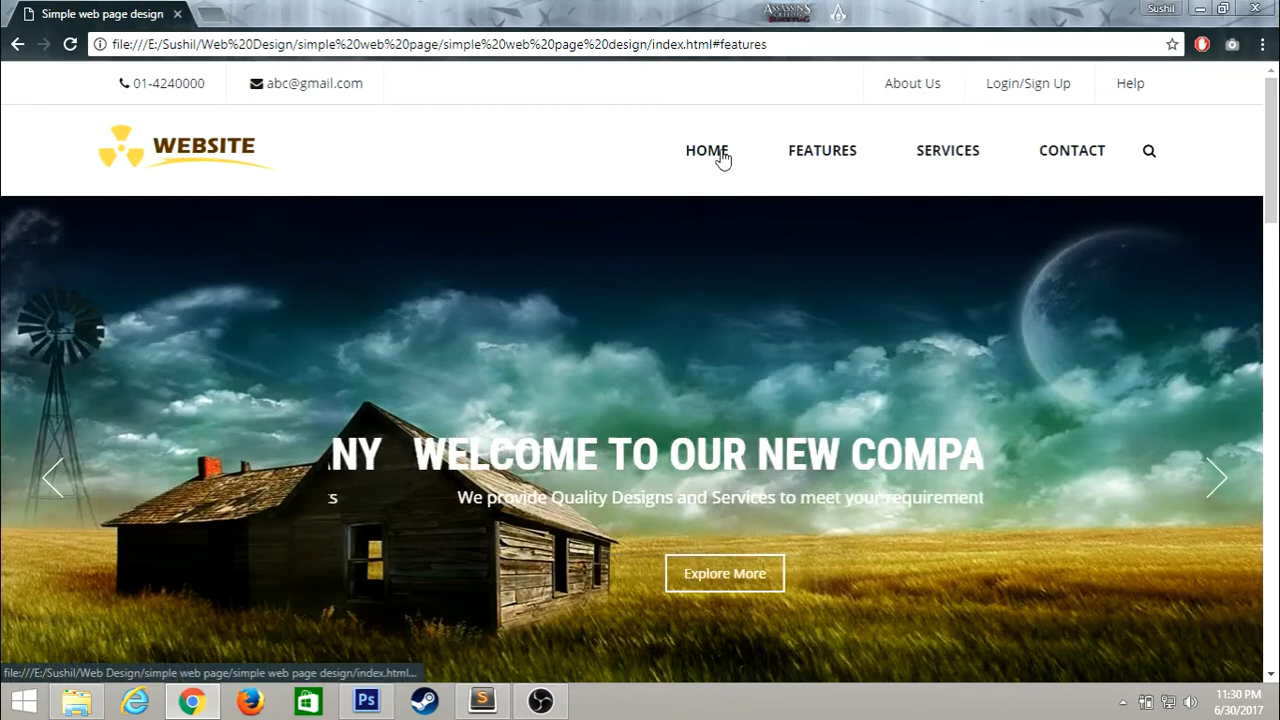 Simple web page design
ASSASSINS
Sushil
file:///E:/Sushil/Web%20Design/simple%20web%20page/simple%20web%20page%20design/index.html#features
01-4240000
abc@gmail.com
About Us
Login/Sign Up
Help
WEBSITE
HOME
FEATURES
SERVICES
CONTACT
NY WELCOME TO OUR NEW COMPA
s We provide Quality Designs and Services to meet your requirement
Explore More
file:///E:/Sushil/Web Design/simple web page/simple web page design/index.html...
Ps
S
11:30 PM
6/30/2017